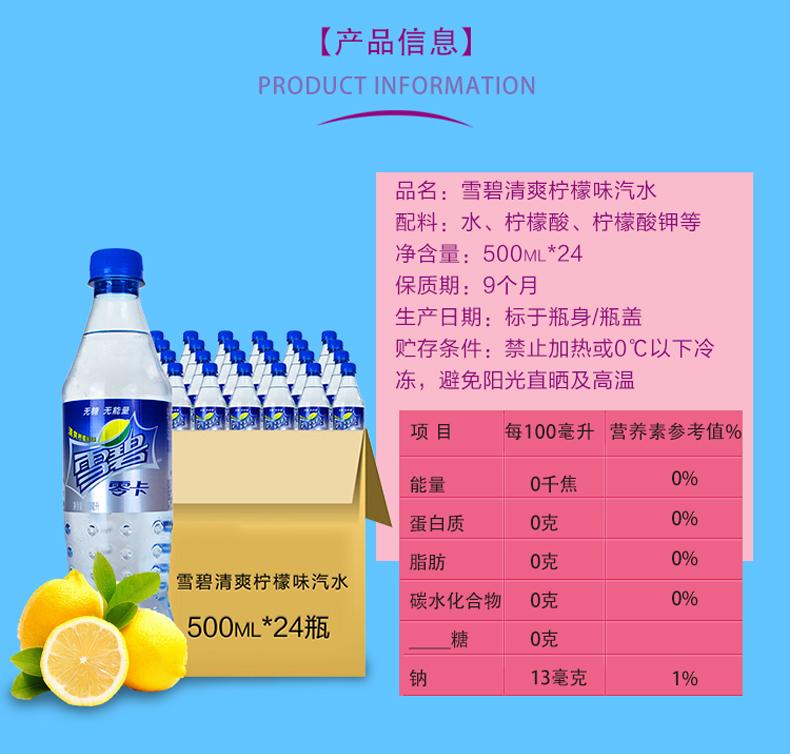 【产品信息】
PRODUCT INFORMATION
品名：雪碧清爽柠檬味汽水
配料：水、柠檬酸、柠檬酸钾等
净含量：500ML*24
保质期：9个月
生产日期：标于瓶身/瓶盖
贮存条件：禁止加热或0℃以下冷
冻，避免阳光直晒及高温
项 目 每100毫升 营养素参考值%
能量 0千焦 0%
蛋白质 0克 0%
脂肪 0克 0%
碳水化合物 0克 0%
____糖 0克
钠 13毫克 1%
无糖 无能量
雪碧
零卡
雪碧清爽柠檬味汽水
500ML*24瓶